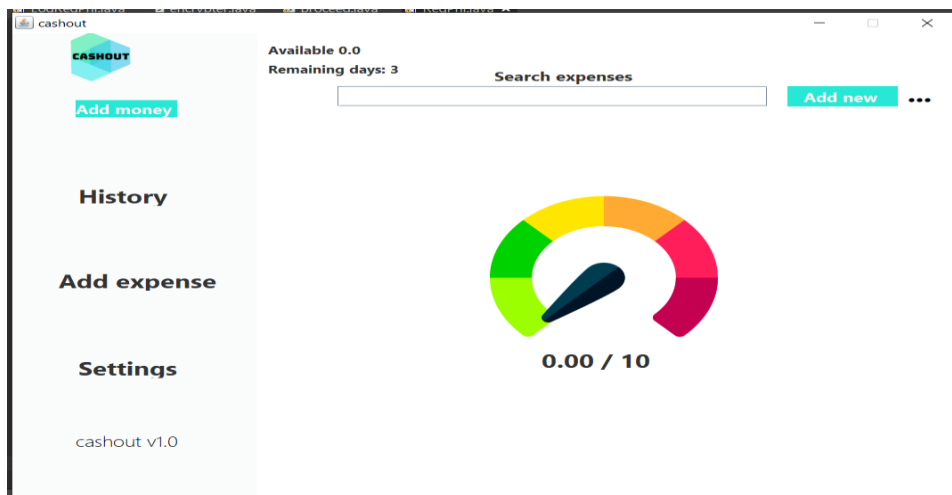 cashout
CASHOUT
Add money
History
Add expense
Settings
cashout v1.0
Available 0.0
Remaining days: 3
Search expenses
Add new
...
0.00 / 10